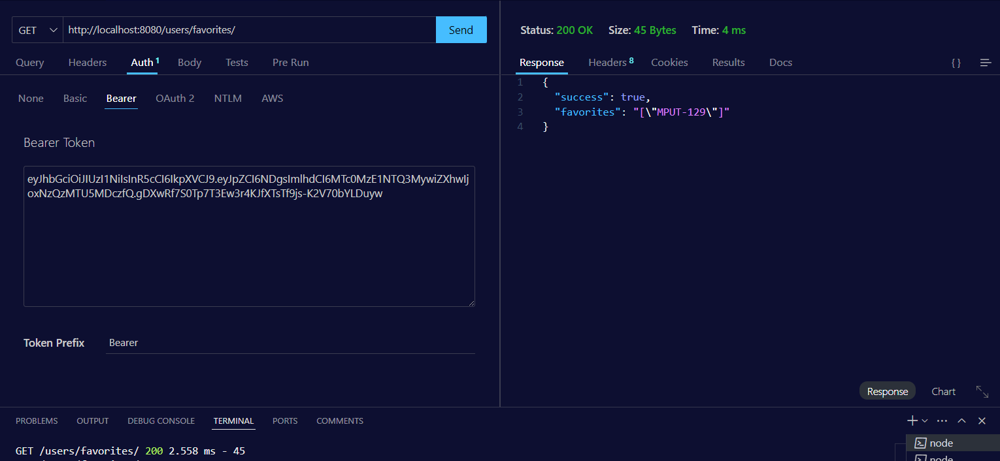 GET http://localhost:8080/users/favorites/ Send
Query Headers Auth 1 Body Tests Pre Run
None Basic Bearer OAuth 2 NTLM AWS
Bearer Token
eyJhbGciOiJIUzI1NiIsInR5cCI6IkpXVCJ9.eyJpZCI6NDgsImlhdCI6MTc0MzE1NTQ3MywiZXhwIj
oxNzQzMTU5MDczfQ.gDXwRf7S0Tp7T3Ew3r4KJfXTsTf9js-K2V70bYLDuyw
Token Prefix Bearer
Status: 200 OK Size: 45 Bytes Time: 4 ms
Response Headers 8 Cookies Results Docs { }
1 {
2 "success": true,
3 "favorites": "[\"MPUT-129\"]"
4 }
Response Chart
PROBLEMS OUTPUT DEBUG CONSOLE TERMINAL PORTS COMMENTS
GET /users/favorites/ 200 2.558 ms - 45
node
node